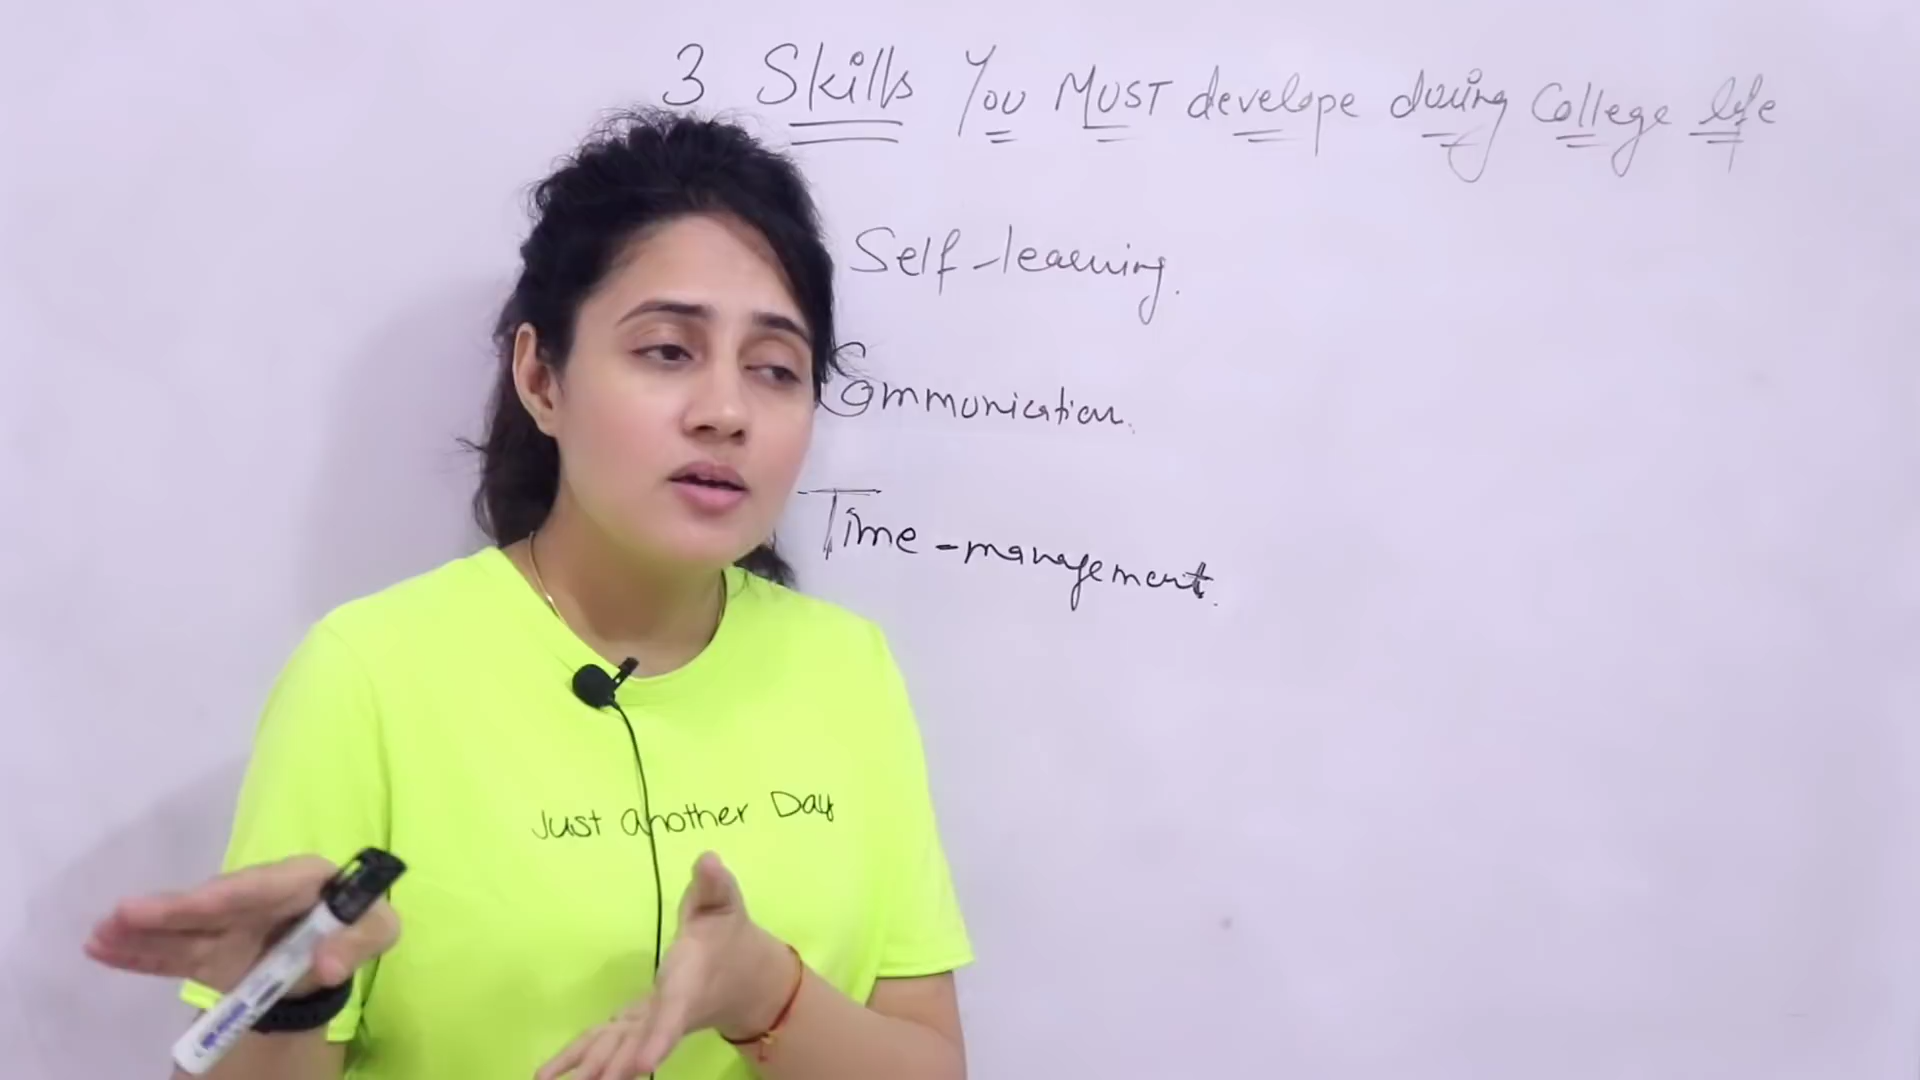 3 Skills You MUST develope during College life
Self-learning.
Communication.
Time-management.
Just another Day